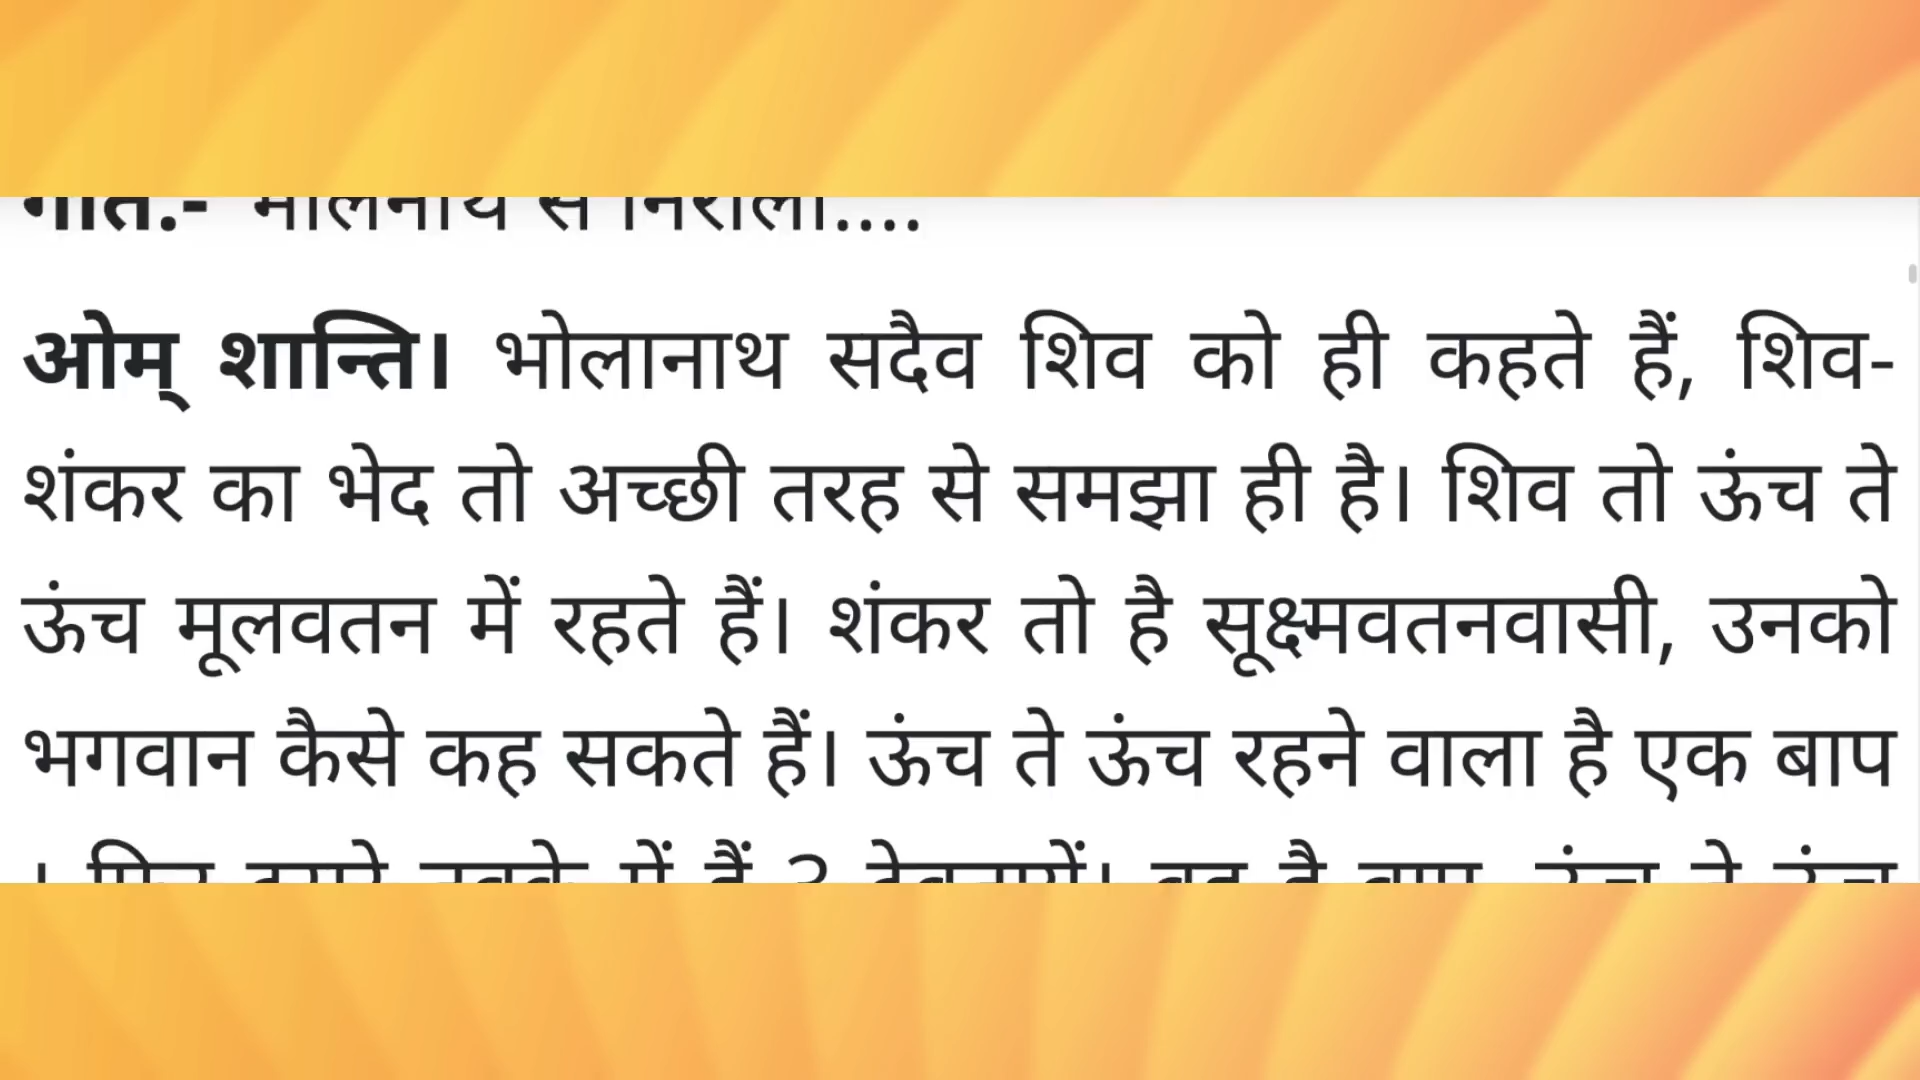 गीत:- भोलेनाथ से निराला....
ओम् शान्ति। भोलानाथ सदैव शिव को ही कहते हैं, शिव-
शंकर का भेद तो अच्छी तरह से समझा ही है। शिव तो ऊंच ते
ऊंच मूलवतन में रहते हैं। शंकर तो है सूक्ष्मवतनवासी, उनको
भगवान कैसे कह सकते हैं। ऊंच ते ऊंच रहने वाला है एक बाप